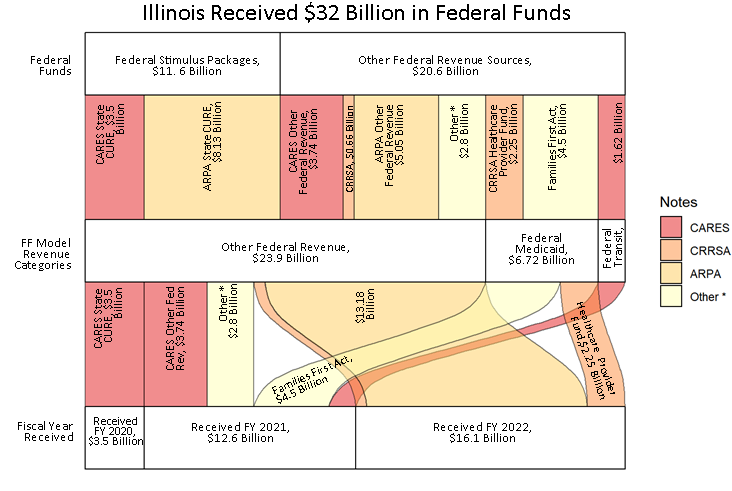 Illinois Received $32 Billion in Federal Funds
Federal
Funds
Federal Stimulus Packages,
$11. 6 Billion
Other Federal Revenue Sources,
$20.6 Billion
CARES State
CURE, $3.5
Billion
ARPA State CURE,
$8.13 Billion
CARES Other
Federal Revenue,
$3.74 Billion
CRRSA, $0.66 Billion
ARPA Other
Federal Revenue
$5.05 Billion
Other *
$2.8 Billion
CRRSA Healthcare
Provider Fund,
$2.25 Billion
Families First Act,
$4.5 Billion
$1.62 Billion
FF Model
Revenue
Categories
Other Federal Revenue,
$23.9 Billion
Federal
Medicaid,
$6.72 Billion
Federal
Transit,
Notes
CARES
CRRSA
ARPA
Other *
CARES State
CURE, $3.5
Billion
CARES Other Fed
Rev, $3.74 Billion
Other*
$2.8 Billion
$13.18
Billion
Families First Act,
$4.5 Billion
Healthcare Provider
Fund,$2.25 Billion
Fiscal Year
Received
Received
FY 2020,
$3.5 Billion
Received FY 2021,
$12.6 Billion
Received FY 2022,
$16.1 Billion